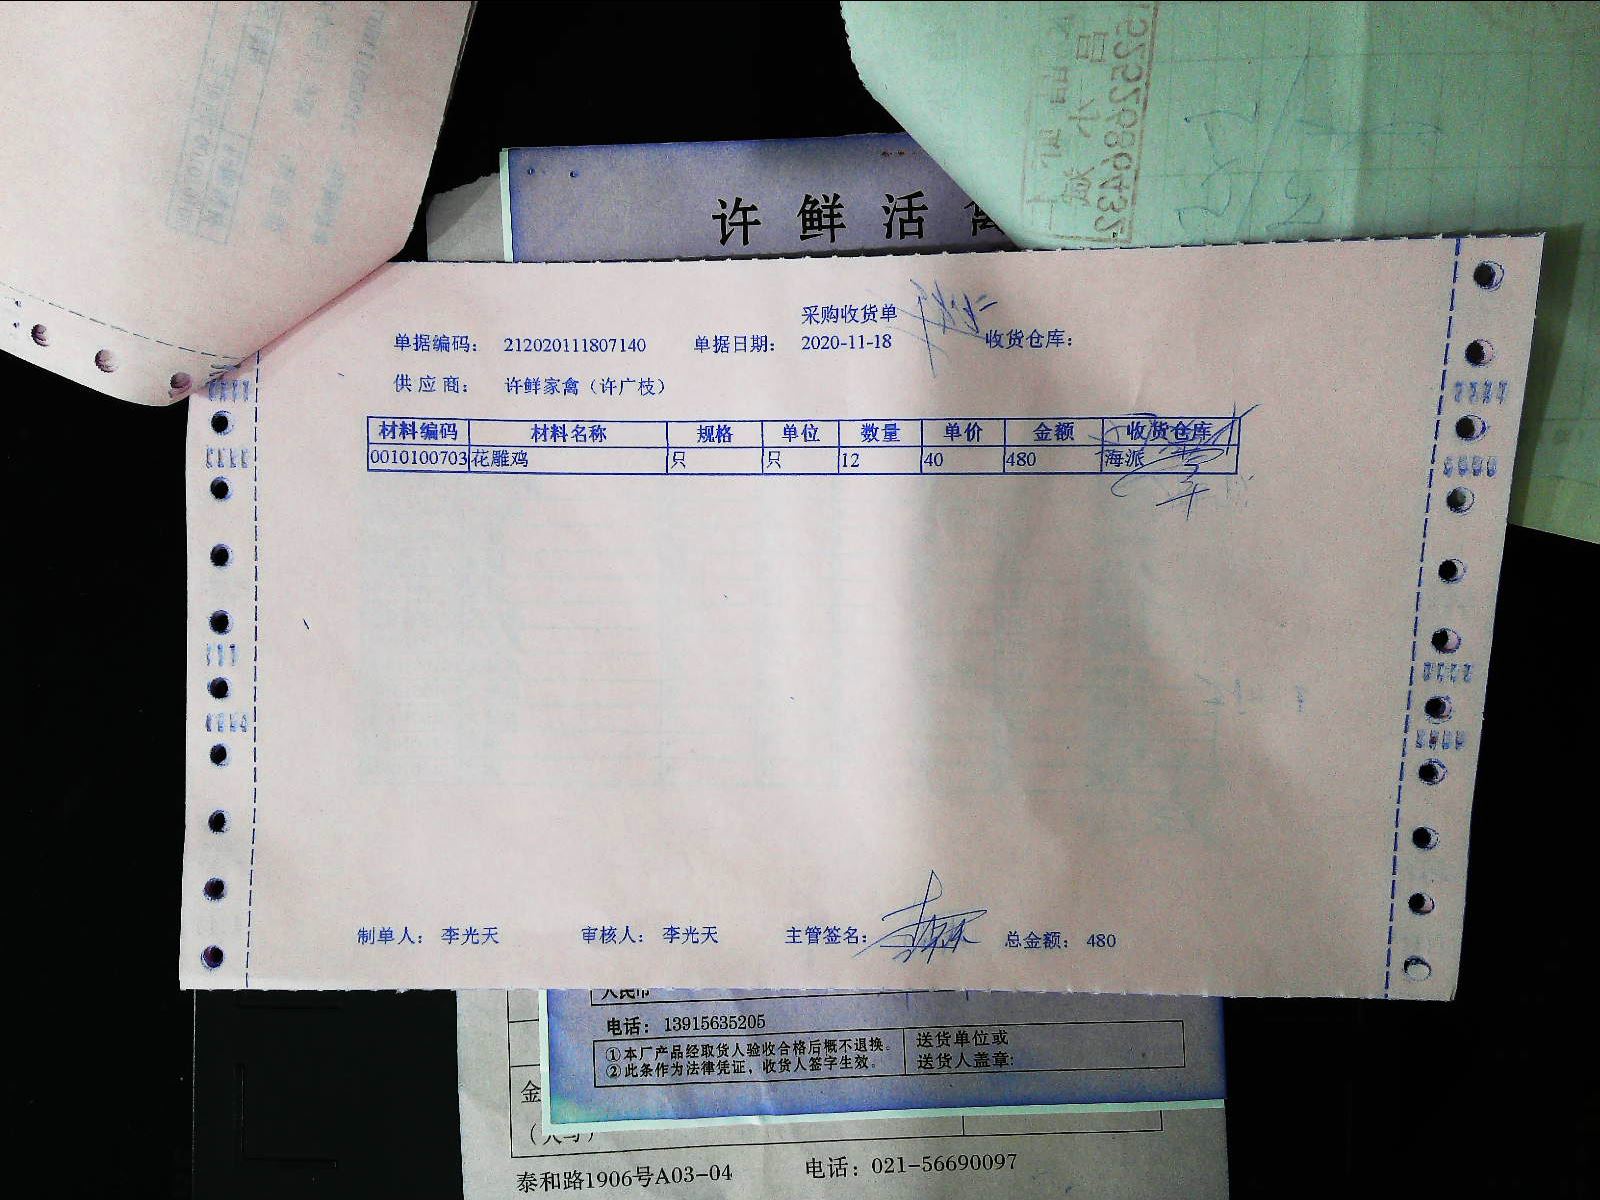 许鲜活禽
采购收货单
单据编码: 212020111807140 单据日期: 2020-11-18 收货仓库:
供应商: 许鲜家禽（许广枝）
材料编码 材料名称 规格 单位 数量 单价 金额 收货仓库
0010100703 花雕鸡 只 只 12 40 480 海派
制单人: 李光天 审核人: 李光天 主管签名: 总金额: 480
人民币
电话: 13915635205
①本厂产品经取货人验收合格后概不退换。
②此条作为法律凭证，收货人签字生效。
送货单位或
送货人盖章:
金
泰和路1906号A03-04 电话: 021-56690097
15252686432